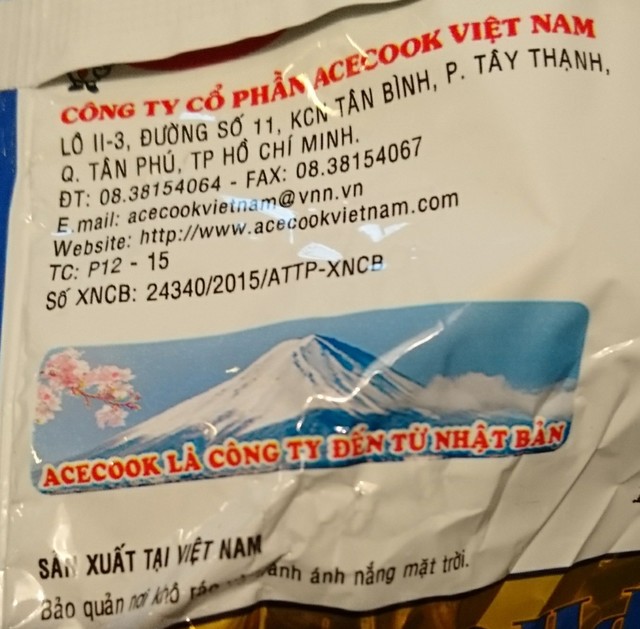 CÔNG TY CỔ PHẦN ACECOOK VIỆT NAM
LÔ II-3, ĐƯỜNG SỐ 11, KCN TÂN BÌNH, P. TÂY THẠNH,
Q. TÂN PHÚ, TP HỒ CHÍ MINH.
ĐT: 08.38154064 - FAX: 08.38154067
E.mail: acecookvietnam@vnn.vn
Website: http://www.acecookvietnam.com
TC: P12 - 15
Số XNCB: 24340/2015/ATTP-XNCB
ACECOOK LÀ CÔNG TY ĐẾN TỪ NHẬT BẢN
SẢN XUẤT TẠI VIỆT NAM
Bảo quản nơi khô ánh nắng mặt trời.